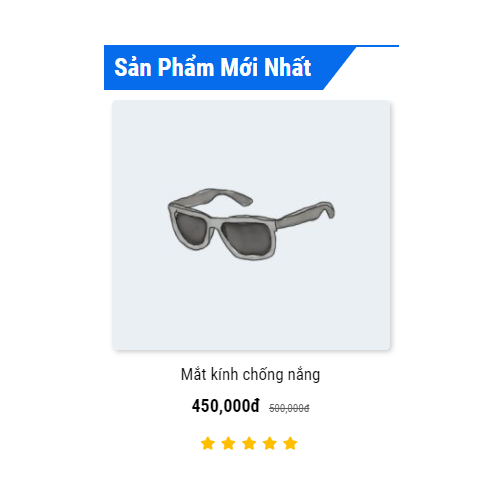 Sản Phẩm Mới Nhất
Mắt kính chống nắng
450,000đ 500,000đ